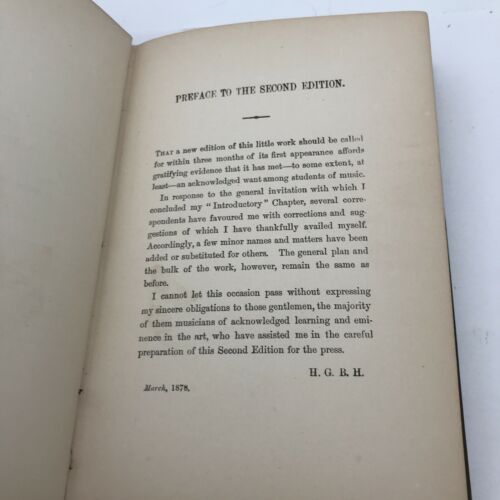 PREFACE TO THE SECOND EDITION.
THAT a new edition of this little work should be called
for within three months of its first appearance affords
gratifying evidence that it has met—to some extent, at
least—an acknowledged want among students of music.
In response to the general invitation with which I
concluded my "Introductory" Chapter, several corre-
spondents have favoured me with corrections and sug-
gestions of which I have thankfully availed myself.
Accordingly, a few minor names and matters have been
added or substituted for others. The general plan and
the bulk of the work, however, remain the same as
before.
I cannot let this occasion pass without expressing
my sincere obligations to those gentlemen, the majority
of them musicians of acknowledged learning and emi-
nence in the art, who have assisted me in the careful
preparation of this Second Edition for the press.
H. G. B. H.
March, 1878.